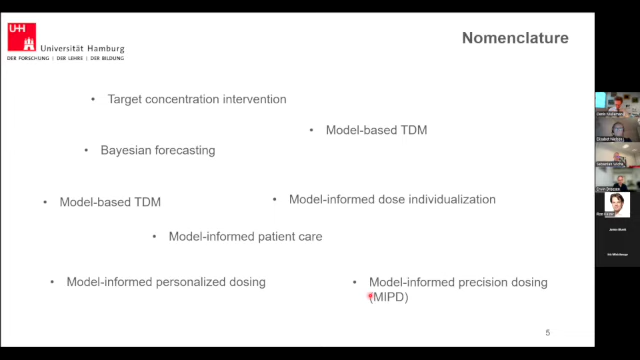 UH
Universität Hamburg
DER FORSCHUNG | DER LEHRE | DER BILDUNG
Nomenclature
• Target concentration intervention
• Model-based TDM
• Bayesian forecasting
• Model-based TDM
• Model-informed dose individualization
• Model-informed patient care
• Model-informed personalized dosing
• Model-informed precision dosing
(MIPD)
5